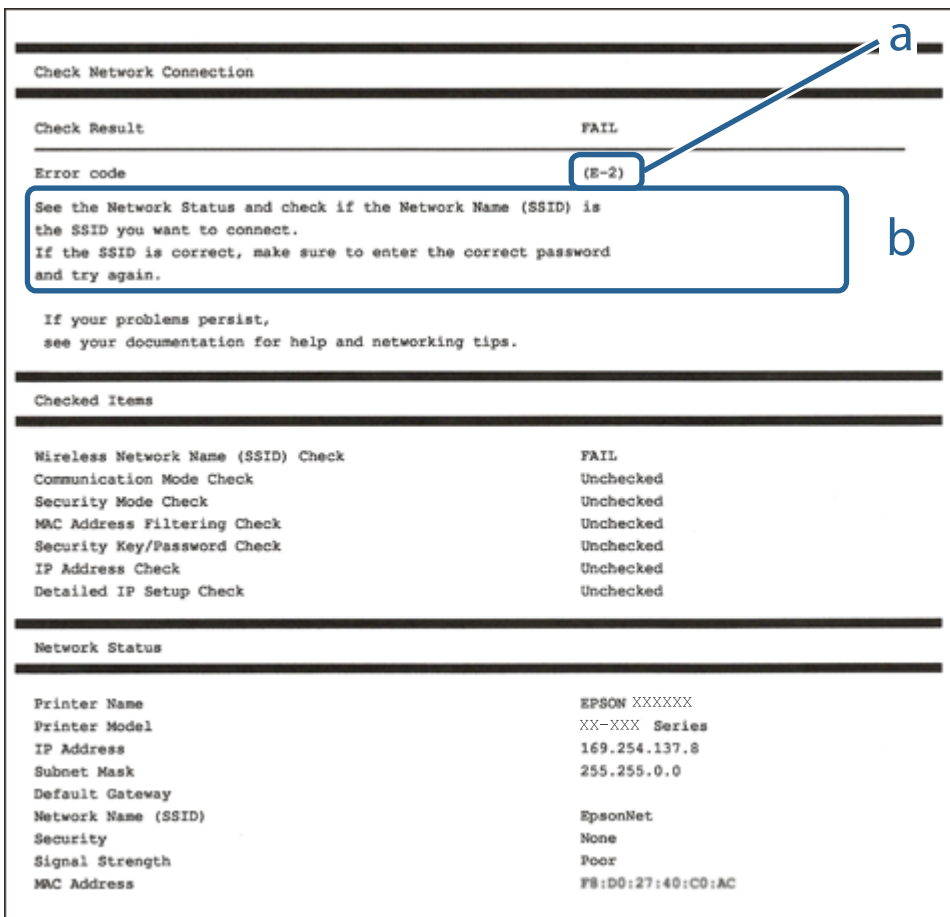 a
Check Network Connection
Check Result FAIL
Error code (E-2)
See the Network Status and check if the Network Name (SSID) is
the SSID you want to connect.
If the SSID is correct, make sure to enter the correct password
and try again.
b
If your problems persist,
see your documentation for help and networking tips.
Checked Items
Wireless Network Name (SSID) Check FAIL
Communication Mode Check Unchecked
Security Mode Check Unchecked
MAC Address Filtering Check Unchecked
Security Key/Password Check Unchecked
IP Address Check Unchecked
Detailed IP Setup Check Unchecked
Network Status
Printer Name EPSON XXXXXX
Printer Model XX-XXX Series
IP Address 169.254.137.8
Subnet Mask 255.255.0.0
Default Gateway
Network Name (SSID) EpsonNet
Security None
Signal Strength Poor
MAC Address F8:D0:27:40:C0:AC